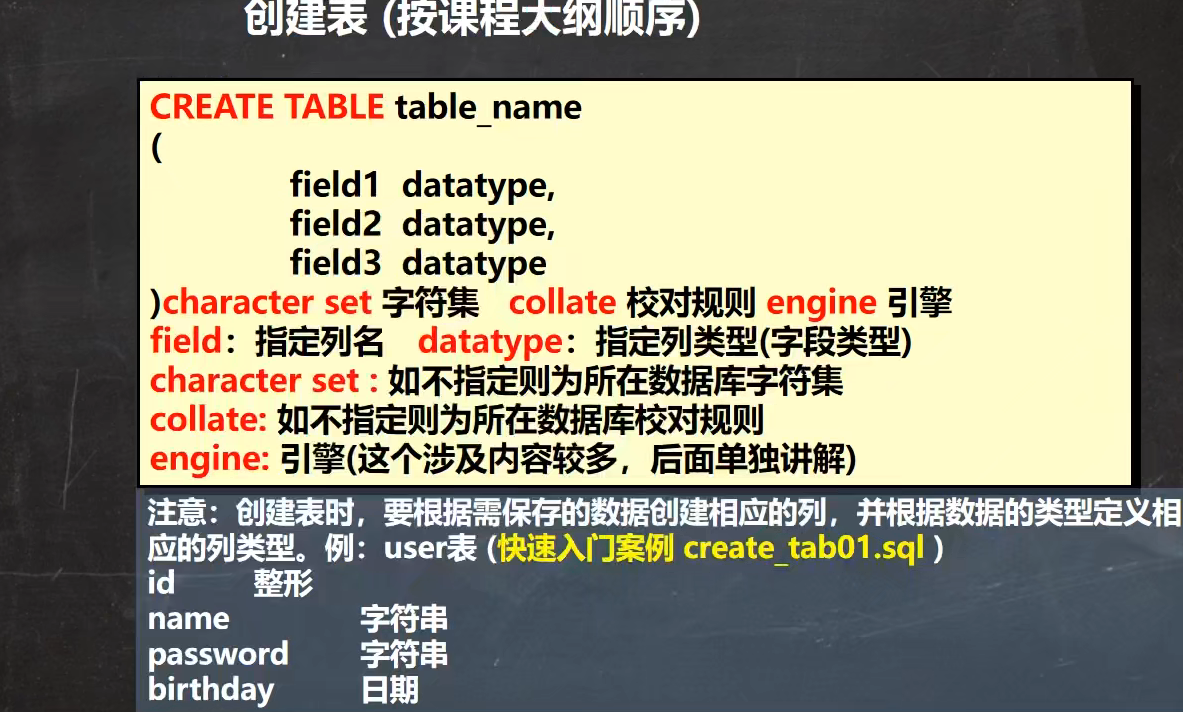 创建表 (按课程大纲顺序)
CREATE TABLE table_name
(
field1 datatype,
field2 datatype,
field3 datatype
)character set 字符集 collate 校对规则 engine 引擎
field：指定列名 datatype：指定列类型(字段类型)
character set : 如不指定则为所在数据库字符集
collate: 如不指定则为所在数据库校对规则
engine: 引擎(这个涉及内容较多，后面单独讲解)
注意：创建表时，要根据需保存的数据创建相应的列，并根据数据的类型定义相
应的列类型。例：user表 (快速入门案例 create_tab01.sql )
id 整形
name 字符串
password 字符串
birthday 日期